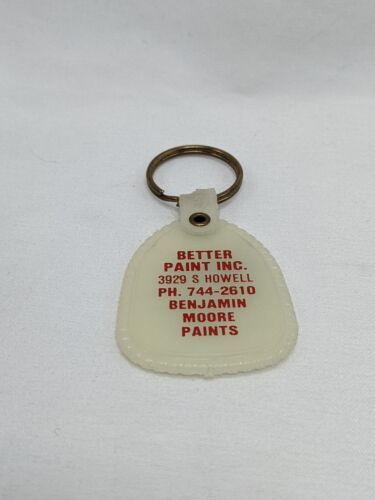 BETTER
PAINT INC.
3929 S HOWELL
PH. 744-2610
BENJAMIN
MOORE
PAINTS